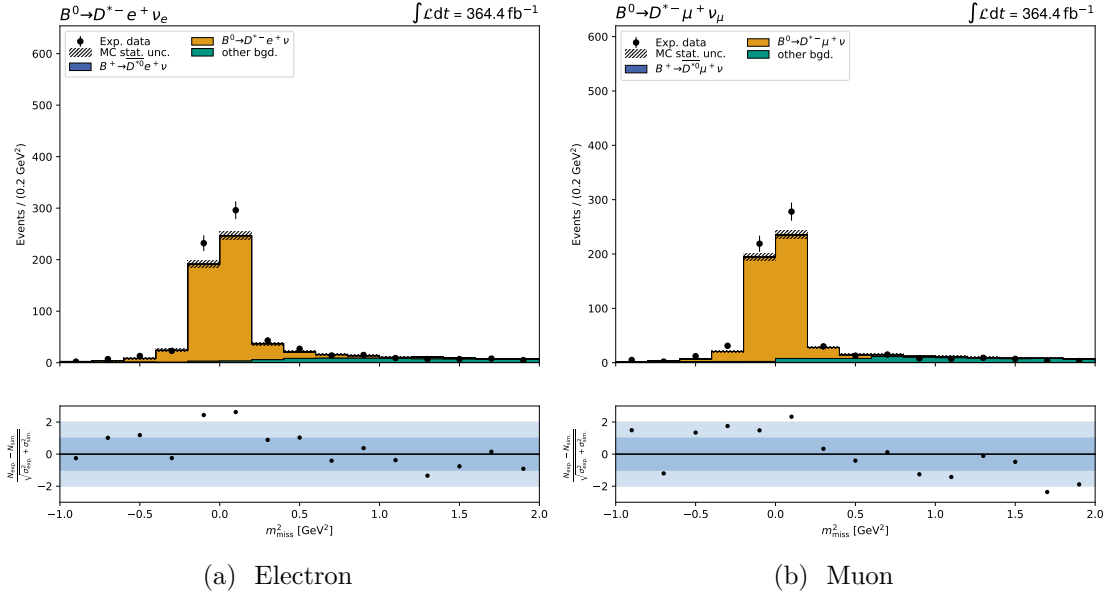 B⁰→D*⁻e⁺νₑ ∫ℒdt = 364.4 fb⁻¹
Exp. data
MC stat. unc.
B⁺→D̅*⁰e⁺ν
B⁰→D*⁻e⁺ν
other bgd.
Events / (0.2 GeV²)
600
500
400
300
200
100
0
(N_exp. − N_sim.) / √(σ²_exp. + σ²_sim.)
2
0
−2
−1.0 −0.5 0.0 0.5 1.0 1.5 2.0
m²_miss [GeV²]
(a) Electron
B⁰→D*⁻μ⁺ν_μ ∫ℒdt = 364.4 fb⁻¹
Exp. data
MC stat. unc.
B⁺→D̅*⁰μ⁺ν
B⁰→D*⁻μ⁺ν
other bgd.
Events / (0.2 GeV²)
600
500
400
300
200
100
0
(N_exp. − N_sim.) / √(σ²_exp. + σ²_sim.)
2
0
−2
−1.0 −0.5 0.0 0.5 1.0 1.5 2.0
m²_miss [GeV²]
(b) Muon